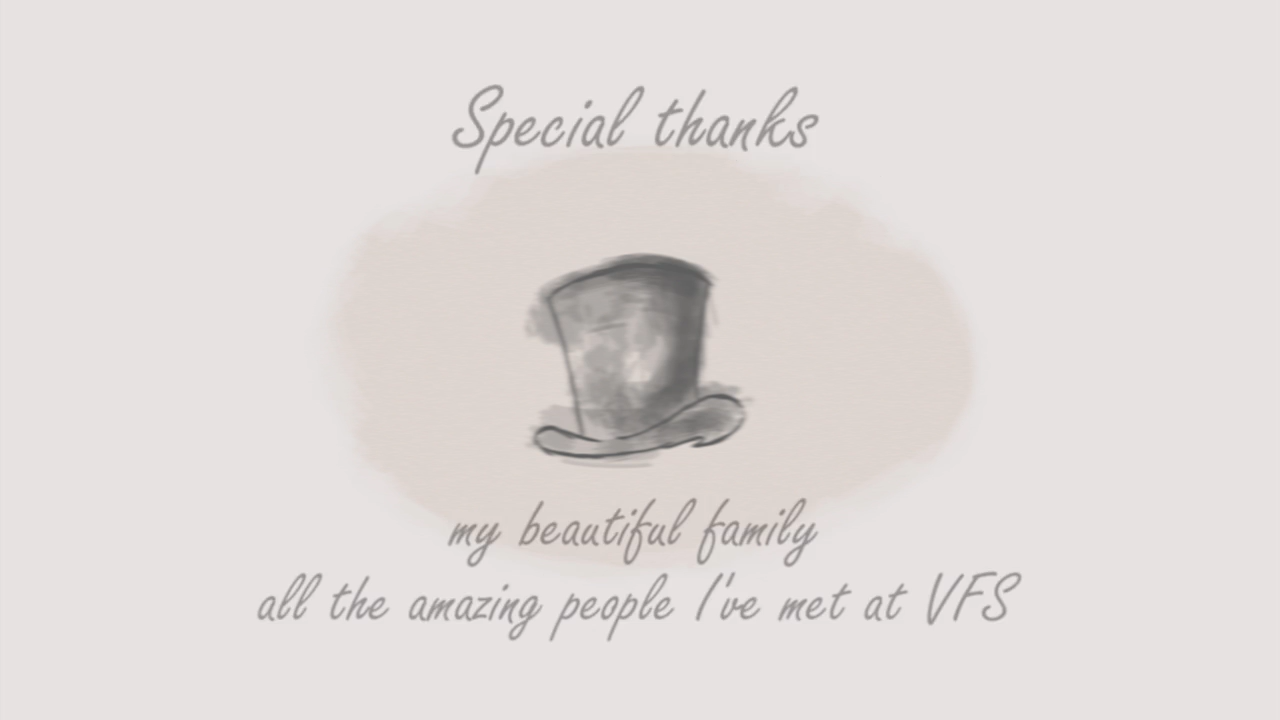 Special thanks
my beautiful family
all the amazing people I've met at VFS